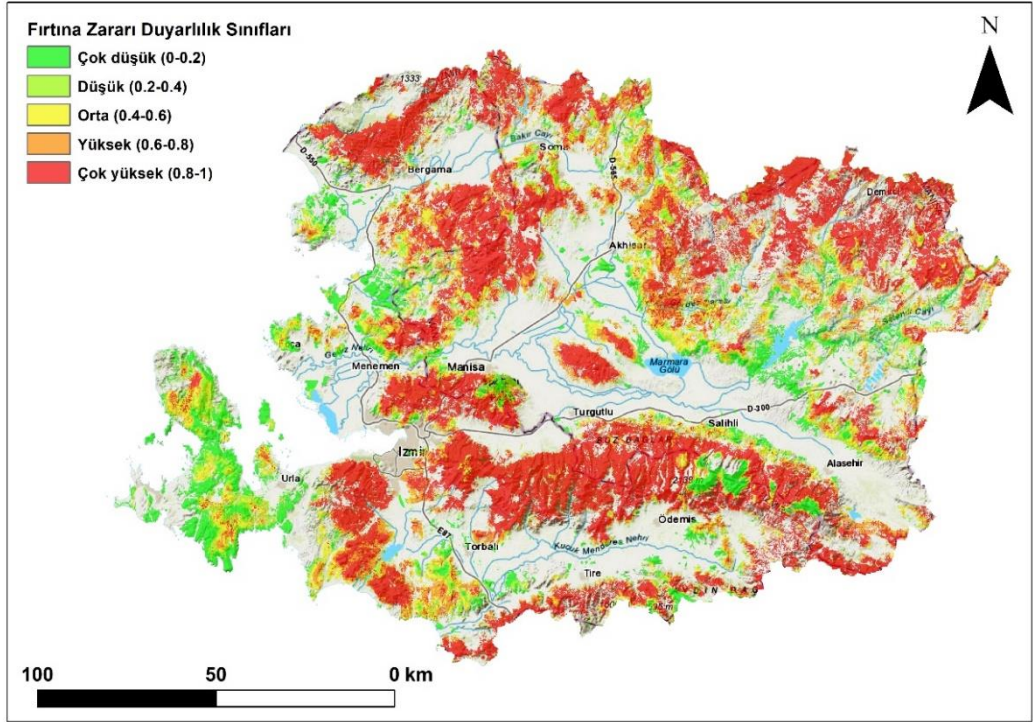 Fırtına Zararı Duyarlılık Sınıfları
Çok düşük (0-0.2)
Düşük (0.2-0.4)
Orta (0.4-0.6)
Yüksek (0.6-0.8)
Çok yüksek (0.8-1)
N
1333
D-550
Bakır Çayı
Soma
D-565
Bergama
Demirci
Akhisar
Menemen
Manisa
Marmara
Gölü
Turgutlu
D-300
Salihli
BOZ DAĞLAR
Alaşehir
İzmir
Urla
Ödemiş
Torbalı
E87
Küçük Menderes Nehri
Tire
100 50 0 km